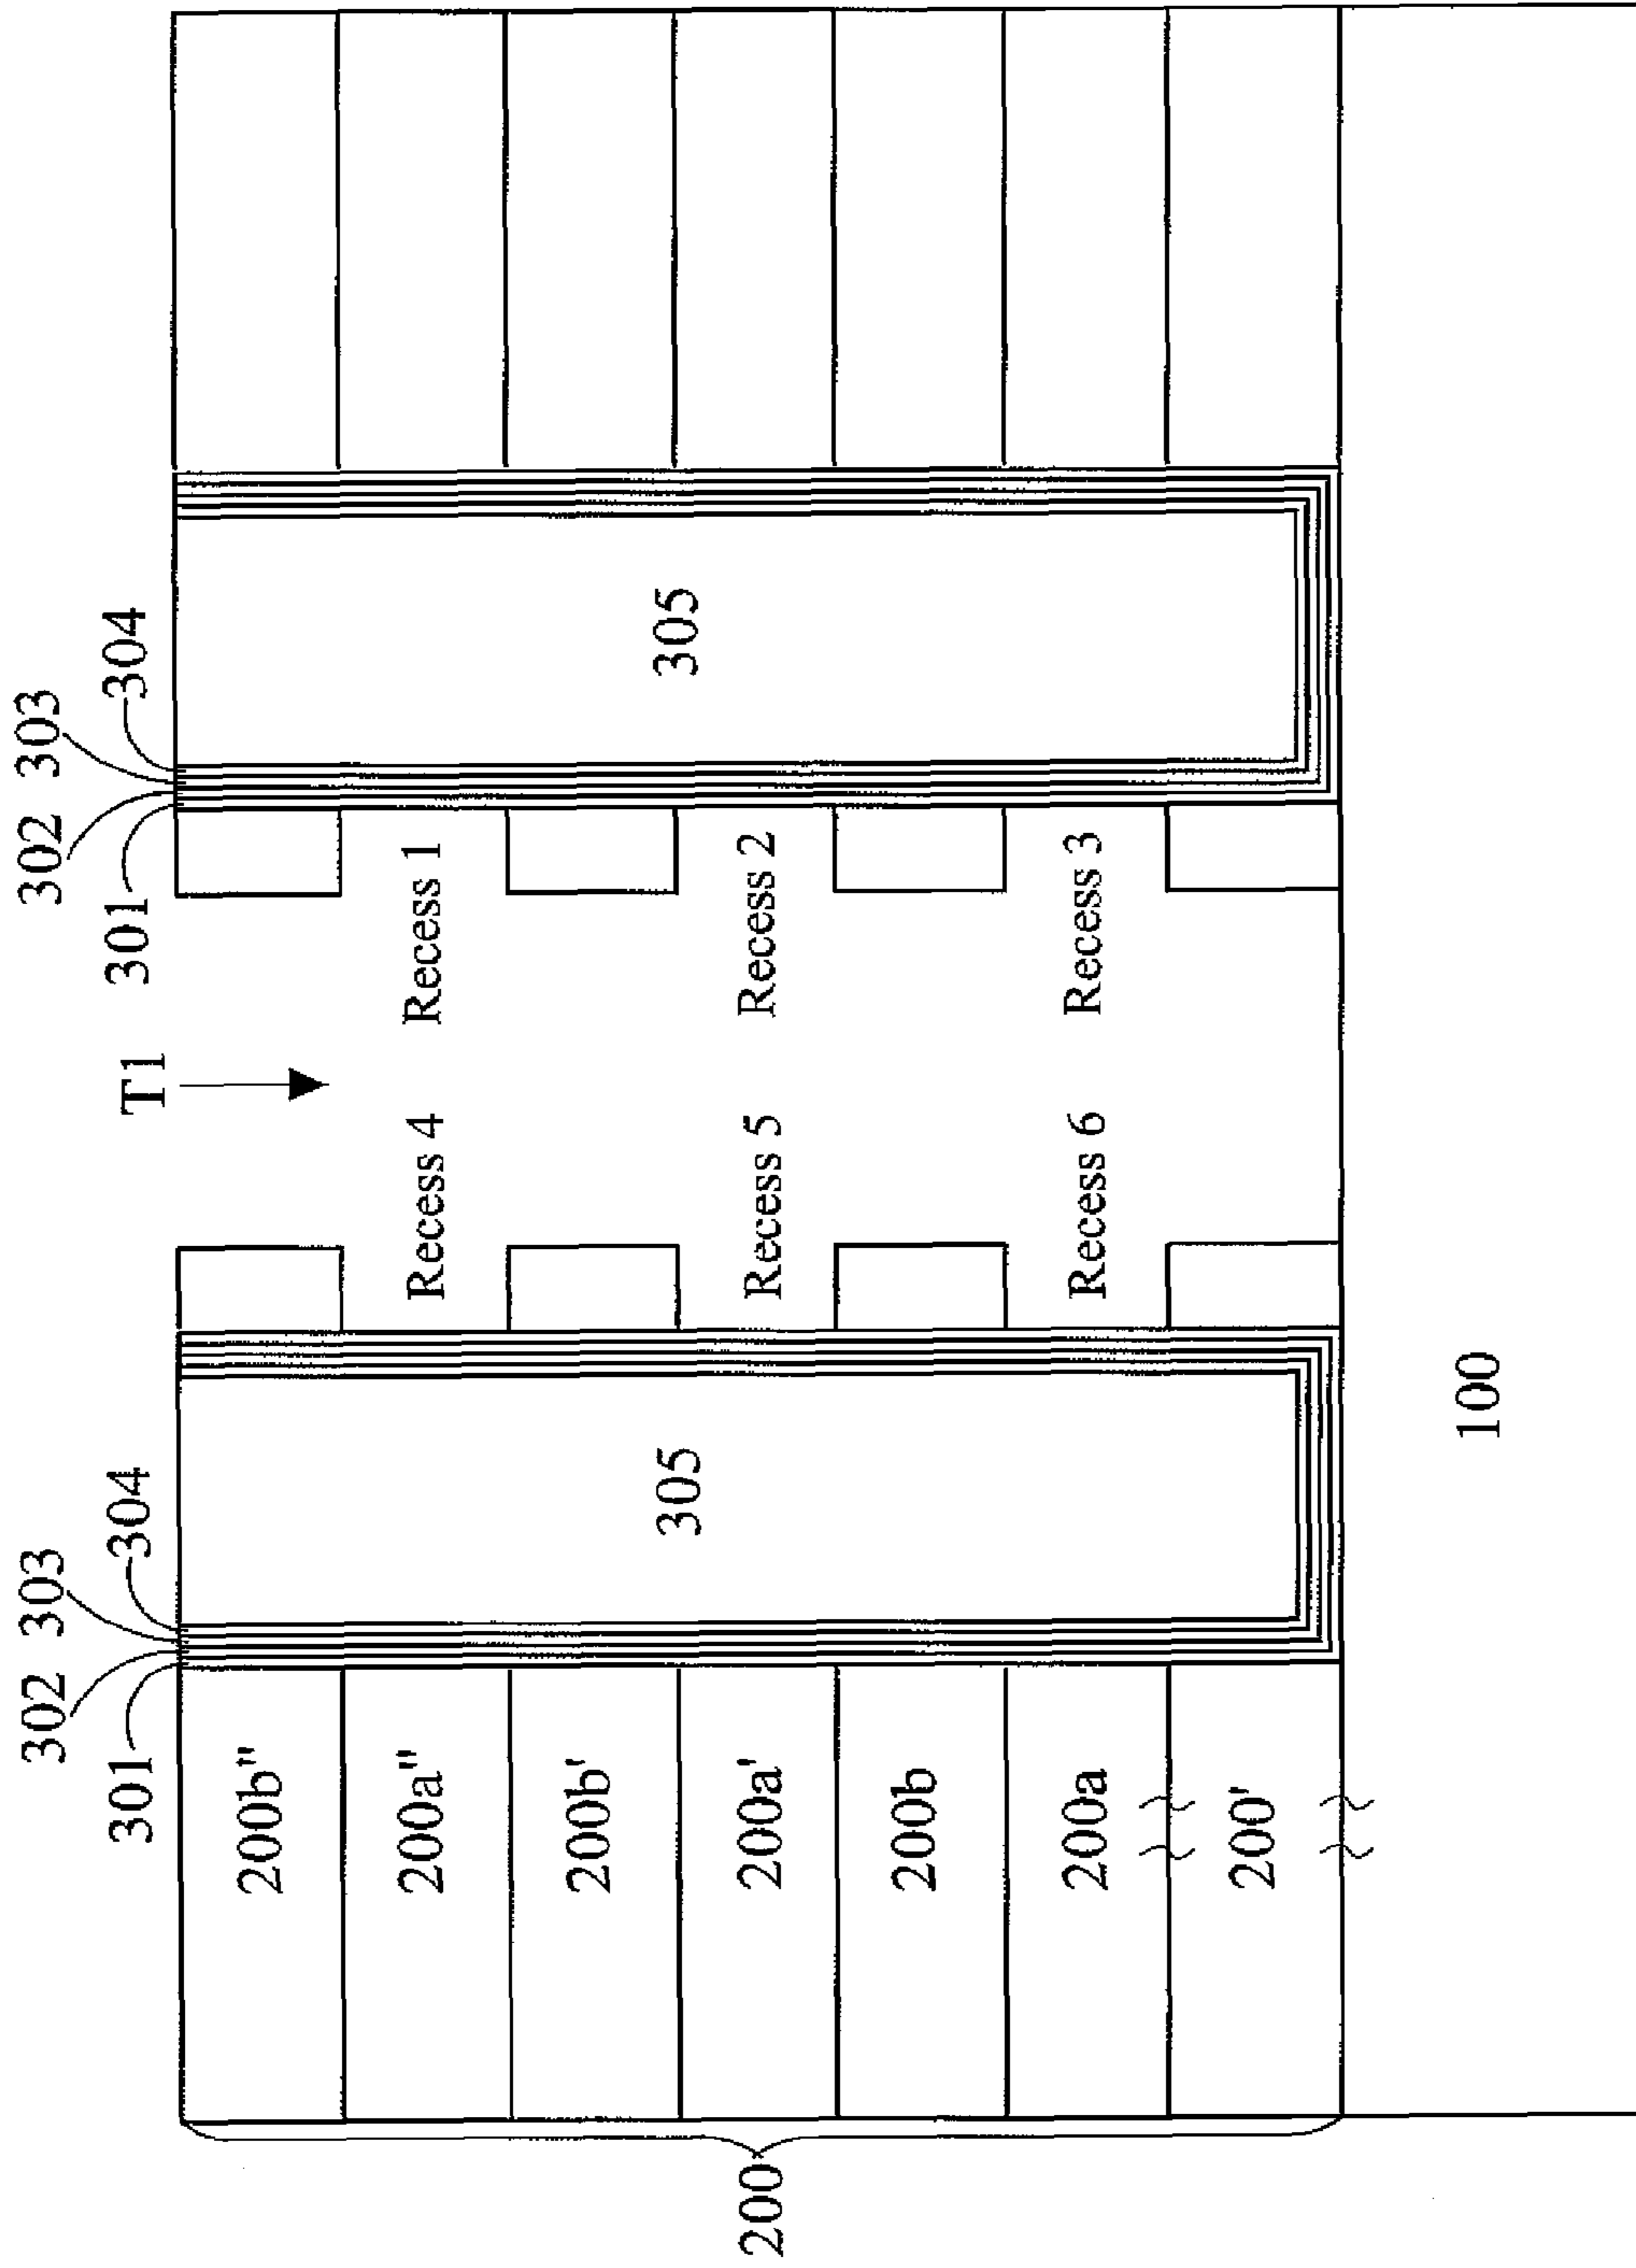 302 303 302 303
301 304 301 304
T1
200b"
200a" Recess 4 Recess 1
200b'
200 200a' 305 Recess 5 Recess 2 305
200b
200a Recess 6 Recess 3
200'
100